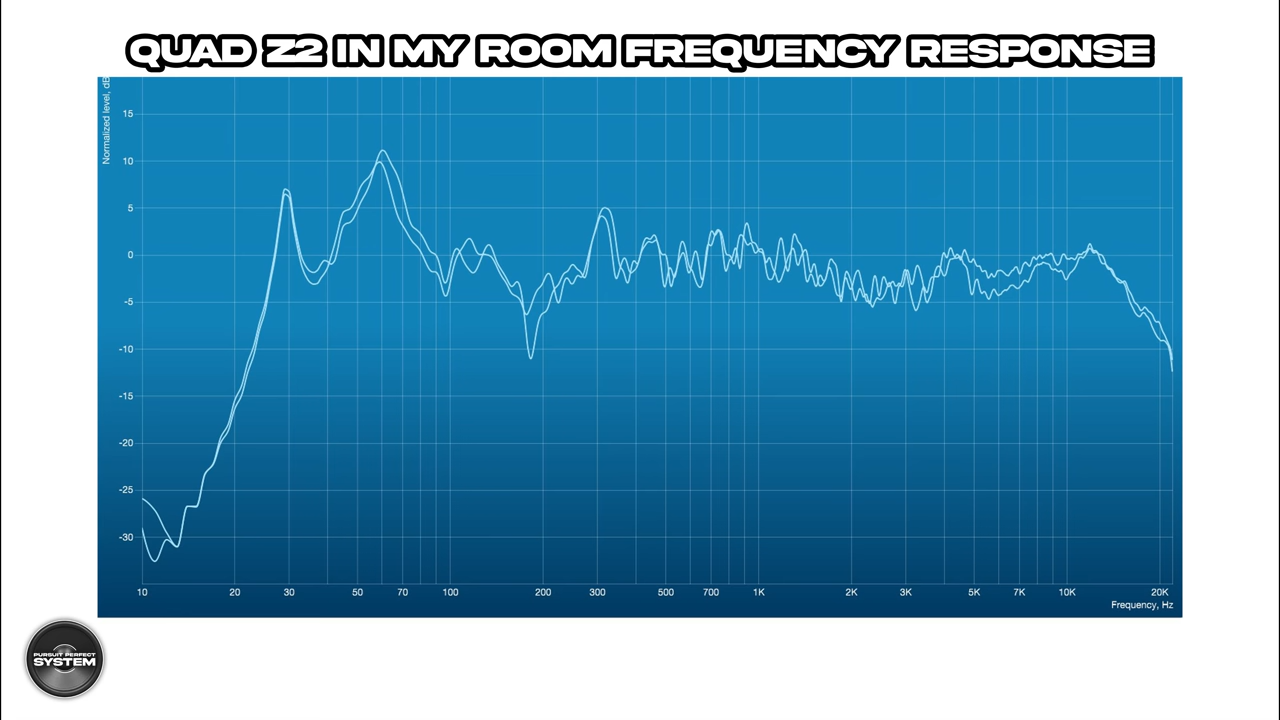 QUAD Z2 IN MY ROOM FREQUENCY RESPONSE
Normalized level, dB
15
10
5
0
-5
-10
-15
-20
-25
-30
10 20 30 50 70 100 200 300 500 700 1K 2K 3K 5K 7K 10K 20K
Frequency, Hz
PURSUIT PERFECT
SYSTEM